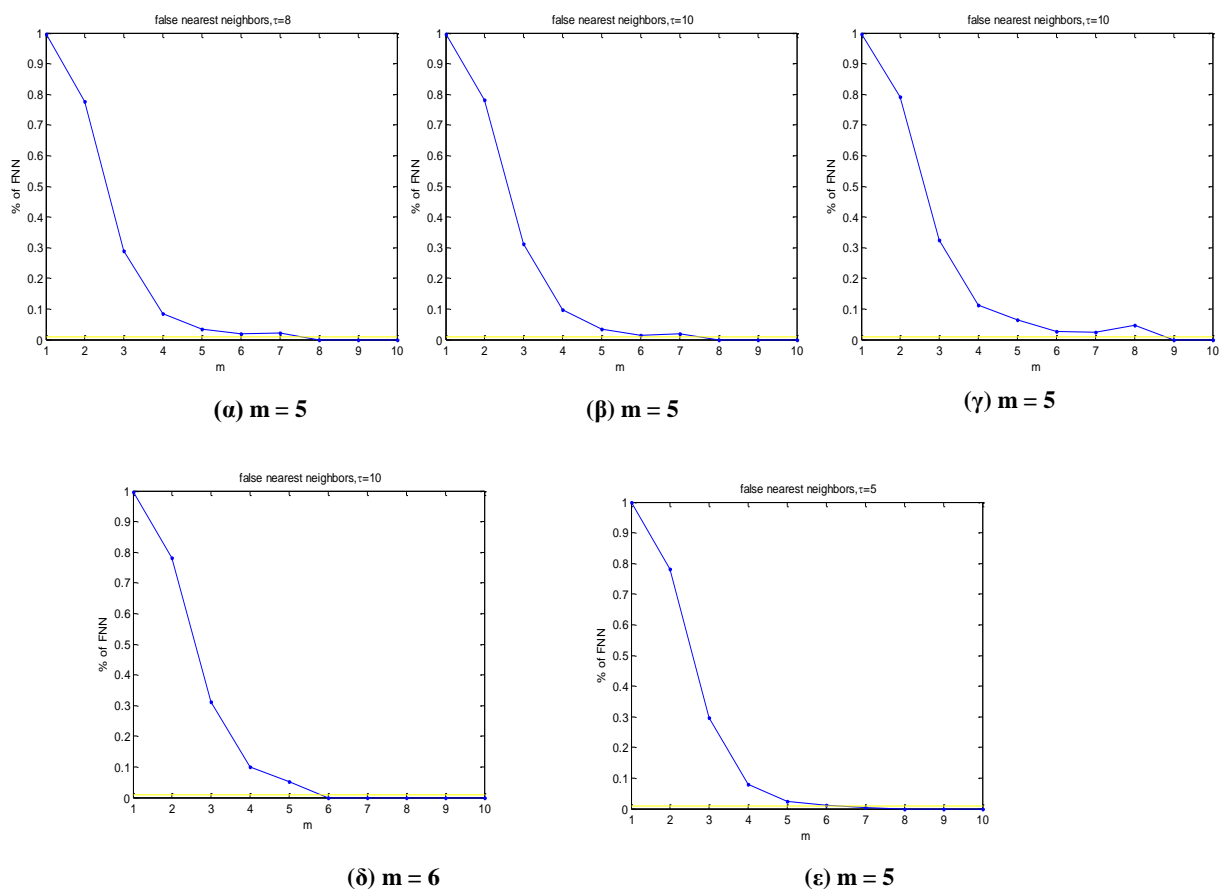 false nearest neighbors,τ=8
% of FNN
1
0.9
0.8
0.7
0.6
0.5
0.4
0.3
0.2
0.1
0
1 2 3 4 5 6 7 8 9 10
m
(α) m = 5
false nearest neighbors,τ=10
% of FNN
1
0.9
0.8
0.7
0.6
0.5
0.4
0.3
0.2
0.1
0
1 2 3 4 5 6 7 8 9 10
m
(β) m = 5
false nearest neighbors,τ=10
% of FNN
1
0.9
0.8
0.7
0.6
0.5
0.4
0.3
0.2
0.1
0
1 2 3 4 5 6 7 8 9 10
m
(γ) m = 5
false nearest neighbors,τ=10
% of FNN
1
0.9
0.8
0.7
0.6
0.5
0.4
0.3
0.2
0.1
0
1 2 3 4 5 6 7 8 9 10
m
(δ) m = 6
false nearest neighbors,τ=5
% of FNN
1
0.9
0.8
0.7
0.6
0.5
0.4
0.3
0.2
0.1
0
1 2 3 4 5 6 7 8 9 10
m
(ε) m = 5